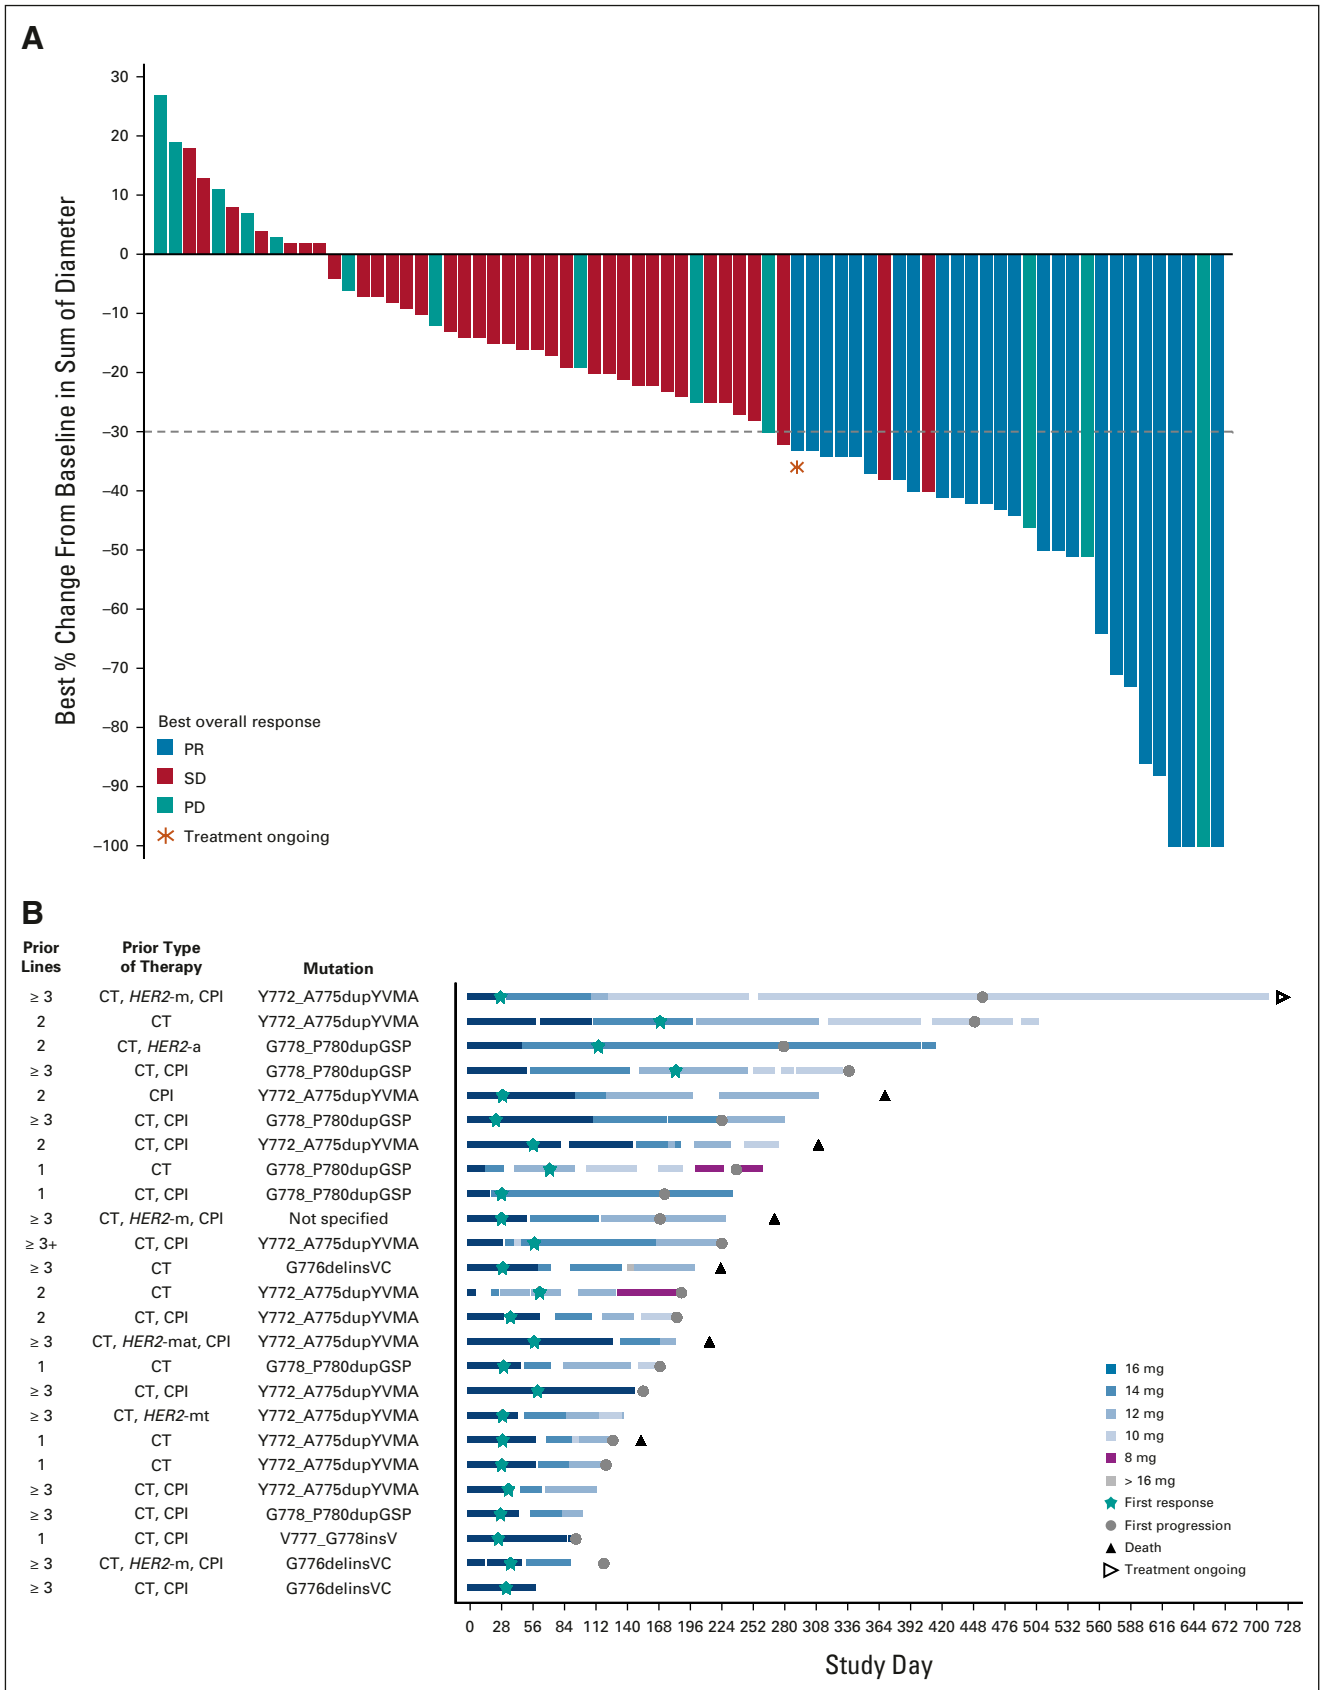 A
Best % Change From Baseline in Sum of Diameter
30
20
10
0
–10
–20
–30
–40
–50
–60
–70
–80
–90
–100
Best overall response
PR
SD
PD
Treatment ongoing
B
Prior Lines Prior Type of Therapy Mutation
≥ 3 CT, HER2-m, CPI Y772_A775dupYVMA
2 CT Y772_A775dupYVMA
2 CT, HER2-a G778_P780dupGSP
≥ 3 CT, CPI G778_P780dupGSP
2 CPI Y772_A775dupYVMA
≥ 3 CT, CPI G778_P780dupGSP
2 CT, CPI Y772_A775dupYVMA
1 CT G778_P780dupGSP
1 CT, CPI G778_P780dupGSP
≥ 3 CT, HER2-m, CPI Not specified
≥ 3+ CT, CPI Y772_A775dupYVMA
≥ 3 CT G776delinsVC
2 CT Y772_A775dupYVMA
2 CT, CPI Y772_A775dupYVMA
≥ 3 CT, HER2-mat, CPI Y772_A775dupYVMA
1 CT G778_P780dupGSP
≥ 3 CT, CPI Y772_A775dupYVMA
≥ 3 CT, HER2-mt Y772_A775dupYVMA
1 CT Y772_A775dupYVMA
1 CT Y772_A775dupYVMA
≥ 3 CT, CPI Y772_A775dupYVMA
≥ 3 CT, CPI G778_P780dupGSP
1 CT, CPI V777_G778insV
≥ 3 CT, HER2-m, CPI G776delinsVC
≥ 3 CT, CPI G776delinsVC
16 mg
14 mg
12 mg
10 mg
8 mg
> 16 mg
First response
First progression
Death
Treatment ongoing
0 28 56 84 112 140 168 196 224 252 280 308 336 364 392 420 448 476 504 532 560 588 616 644 672 700 728
Study Day